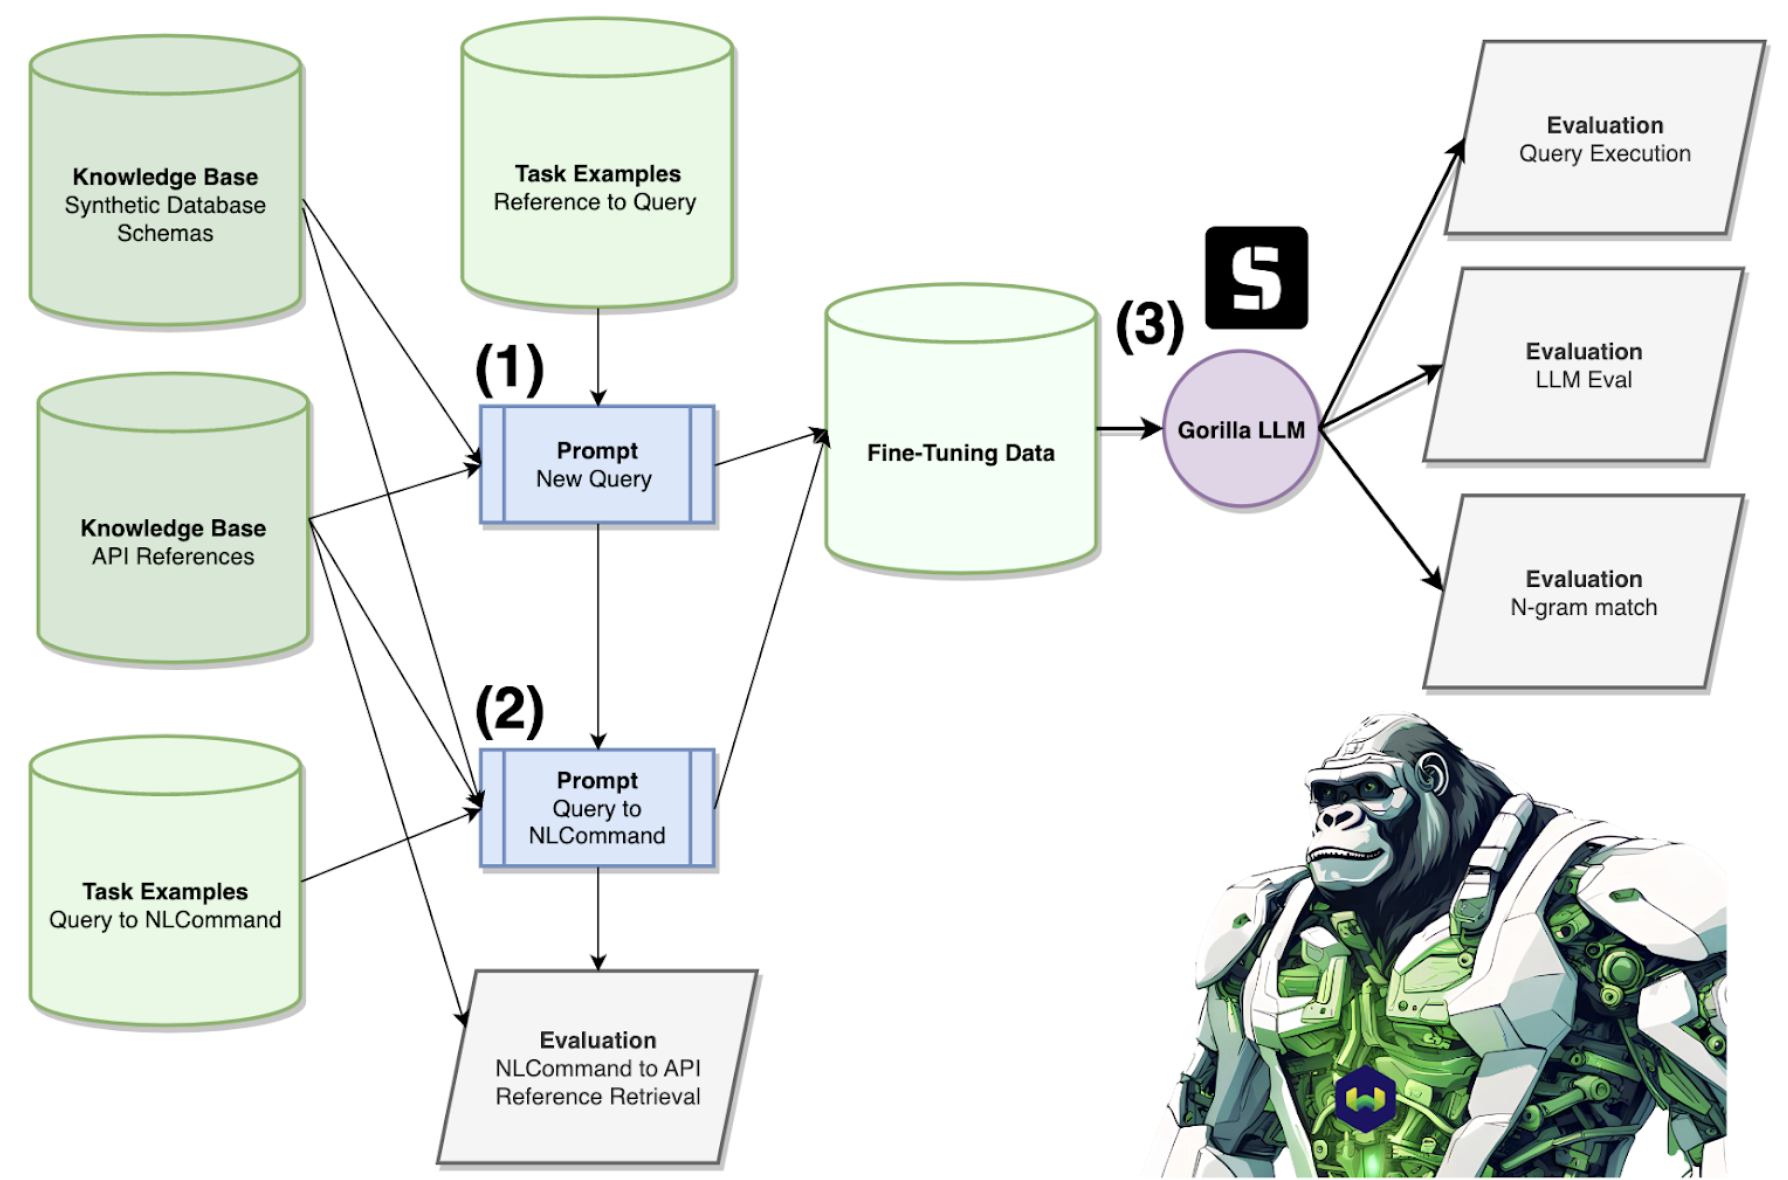 Knowledge Base
Synthetic Database
Schemas
Task Examples
Reference to Query
Evaluation
Query Execution
S
(3)
Evaluation
LLM Eval
(1)
Prompt
New Query
Fine-Tuning Data
Gorilla LLM
Knowledge Base
API References
Evaluation
N-gram match
(2)
Prompt
Query to
NLCommand
Task Examples
Query to NLCommand
Evaluation
NLCommand to API
Reference Retrieval